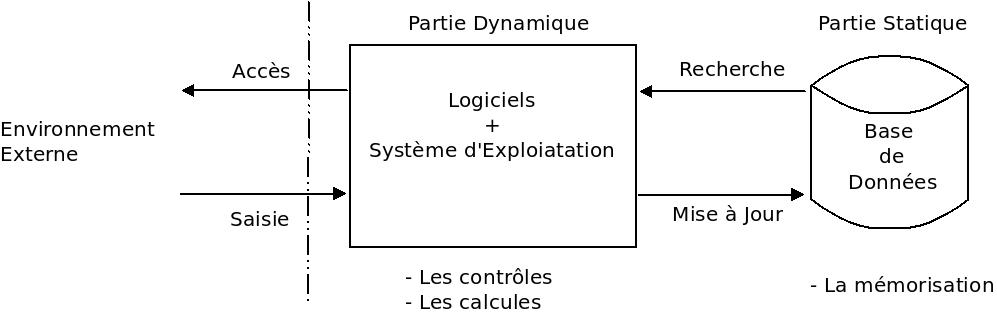 Partie Dynamique
Partie Statique
Accès
Recherche
Logiciels
+
Système d'Exploiatation
Environnement
Externe
Base
de
Données
Saisie
Mise à Jour
- Les contrôles
- Les calcules
- La mémorisation